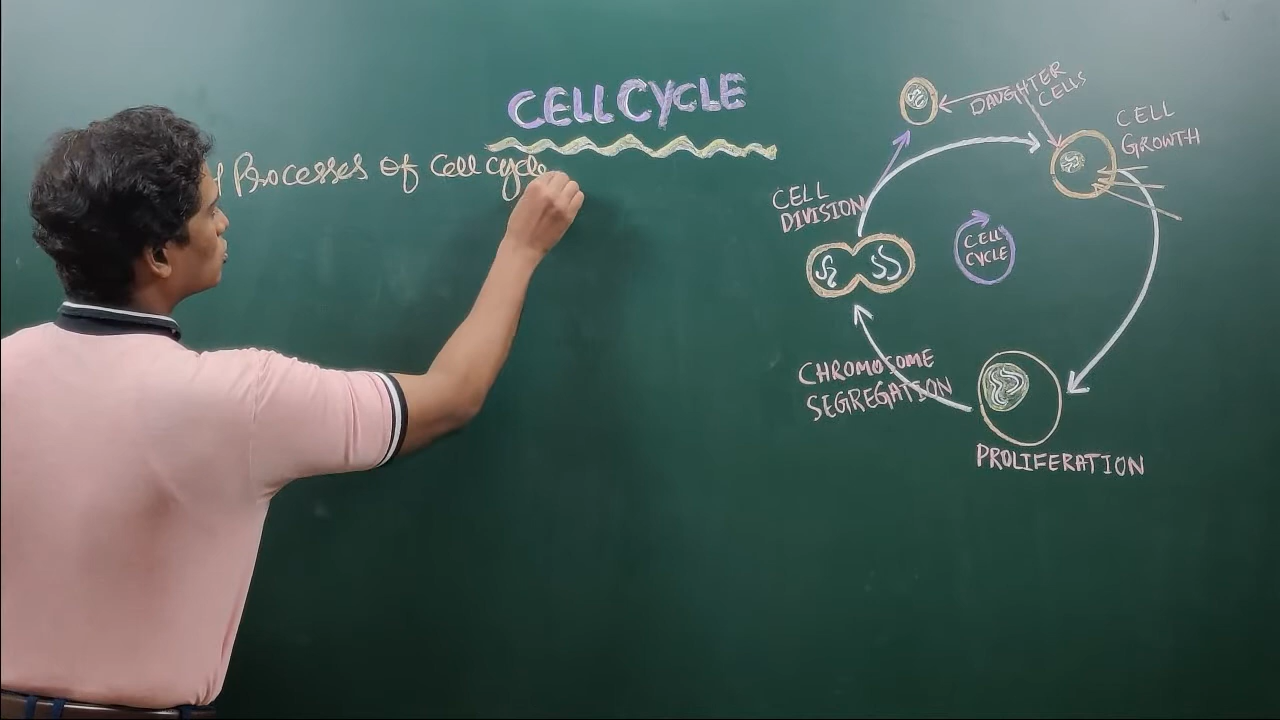 CELL CYCLE
Processes of Cell cycle
DAUGHTER
CELLS
CELL
GROWTH
CELL
DIVISION
CELL
CYCLE
CHROMOSOME
SEGREGATION
PROLIFERATION